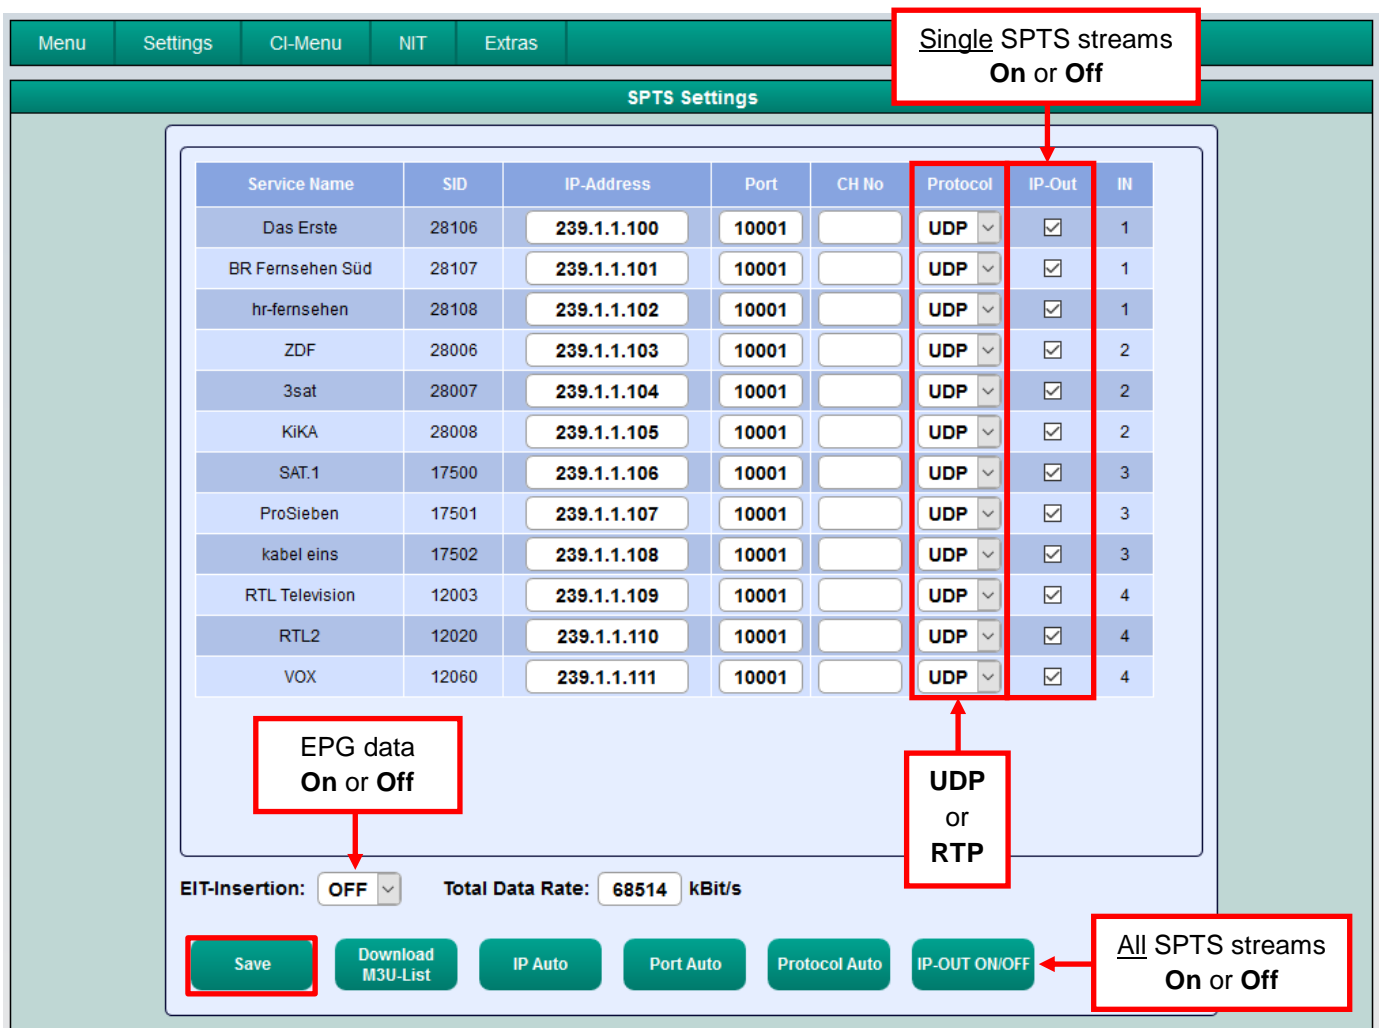 Menu Settings CI-Menu NIT Extras
Single SPTS streams
On or Off
SPTS Settings
Service Name SID IP-Address Port CH No Protocol IP-Out IN
Das Erste 28106 239.1.1.100 10001 UDP 1
BR Fernsehen Süd 28107 239.1.1.101 10001 UDP 1
hr-fernsehen 28108 239.1.1.102 10001 UDP 1
ZDF 28006 239.1.1.103 10001 UDP 2
3sat 28007 239.1.1.104 10001 UDP 2
KiKA 28008 239.1.1.105 10001 UDP 2
SAT.1 17500 239.1.1.106 10001 UDP 3
ProSieben 17501 239.1.1.107 10001 UDP 3
kabel eins 17502 239.1.1.108 10001 UDP 3
RTL Television 12003 239.1.1.109 10001 UDP 4
RTL2 12020 239.1.1.110 10001 UDP 4
VOX 12060 239.1.1.111 10001 UDP 4
EPG data
On or Off
UDP
or
RTP
EIT-Insertion: OFF Total Data Rate: 68514 kBit/s
Save
Download
M3U-List
IP Auto
Port Auto
Protocol Auto
IP-OUT ON/OFF
All SPTS streams
On or Off